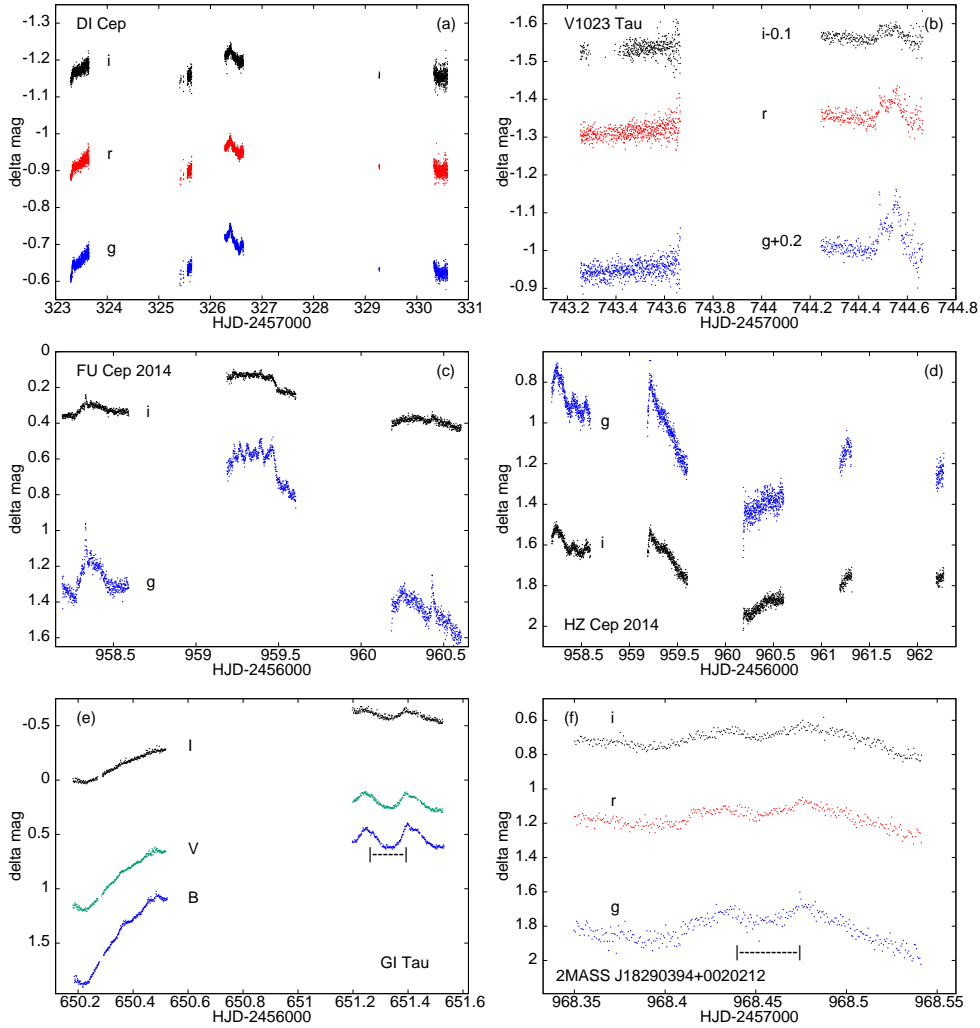 DI Cep
(a)
-1.3
-1.2
-1.1
-1
-0.9
-0.8
-0.7
-0.6
delta mag
i
r
g
323 324 325 326 327 328 329 330 331
HJD-2457000
V1023 Tau
(b)
-1.6
-1.5
-1.4
-1.3
-1.2
-1.1
-1
-0.9
delta mag
i-0.1
r
g+0.2
743.2 743.4 743.6 743.8 744 744.2 744.4 744.6 744.8
HJD-2457000
FU Cep 2014
(c)
0
0.2
0.4
0.6
0.8
1
1.2
1.4
1.6
delta mag
i
g
958.5 959 959.5 960 960.5
HJD-2456000
(d)
0.8
1
1.2
1.4
1.6
1.8
2
delta mag
g
i
HZ Cep 2014
958.5 959 959.5 960 960.5 961 961.5 962
HJD-2456000
(e)
-0.5
0
0.5
1
1.5
delta mag
I
V
B
GI Tau
650.2 650.4 650.6 650.8 651 651.2 651.4 651.6
HJD-2456000
(f)
0.6
0.8
1
1.2
1.4
1.6
1.8
2
delta mag
i
r
g
2MASS J18290394+0020212
968.35 968.4 968.45 968.5 968.55
HJD-2457000